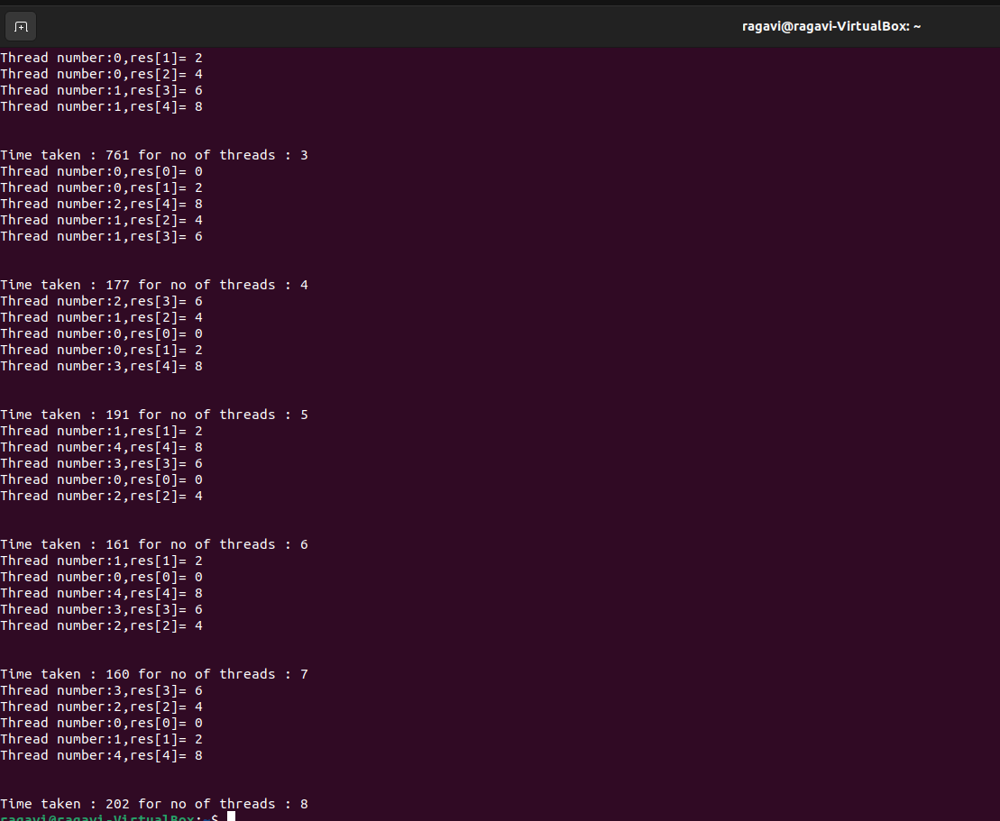 ragavi@ragavi-VirtualBox: ~
Thread number:0,res[1]= 2
Thread number:0,res[2]= 4
Thread number:1,res[3]= 6
Thread number:1,res[4]= 8
Time taken : 761 for no of threads : 3
Thread number:0,res[0]= 0
Thread number:0,res[1]= 2
Thread number:2,res[4]= 8
Thread number:1,res[2]= 4
Thread number:1,res[3]= 6
Time taken : 177 for no of threads : 4
Thread number:2,res[3]= 6
Thread number:1,res[2]= 4
Thread number:0,res[0]= 0
Thread number:0,res[1]= 2
Thread number:3,res[4]= 8
Time taken : 191 for no of threads : 5
Thread number:1,res[1]= 2
Thread number:4,res[4]= 8
Thread number:3,res[3]= 6
Thread number:0,res[0]= 0
Thread number:2,res[2]= 4
Time taken : 161 for no of threads : 6
Thread number:1,res[1]= 2
Thread number:0,res[0]= 0
Thread number:4,res[4]= 8
Thread number:3,res[3]= 6
Thread number:2,res[2]= 4
Time taken : 160 for no of threads : 7
Thread number:3,res[3]= 6
Thread number:2,res[2]= 4
Thread number:0,res[0]= 0
Thread number:1,res[1]= 2
Thread number:4,res[4]= 8
Time taken : 202 for no of threads : 8
ragavi@ragavi-VirtualBox:~$